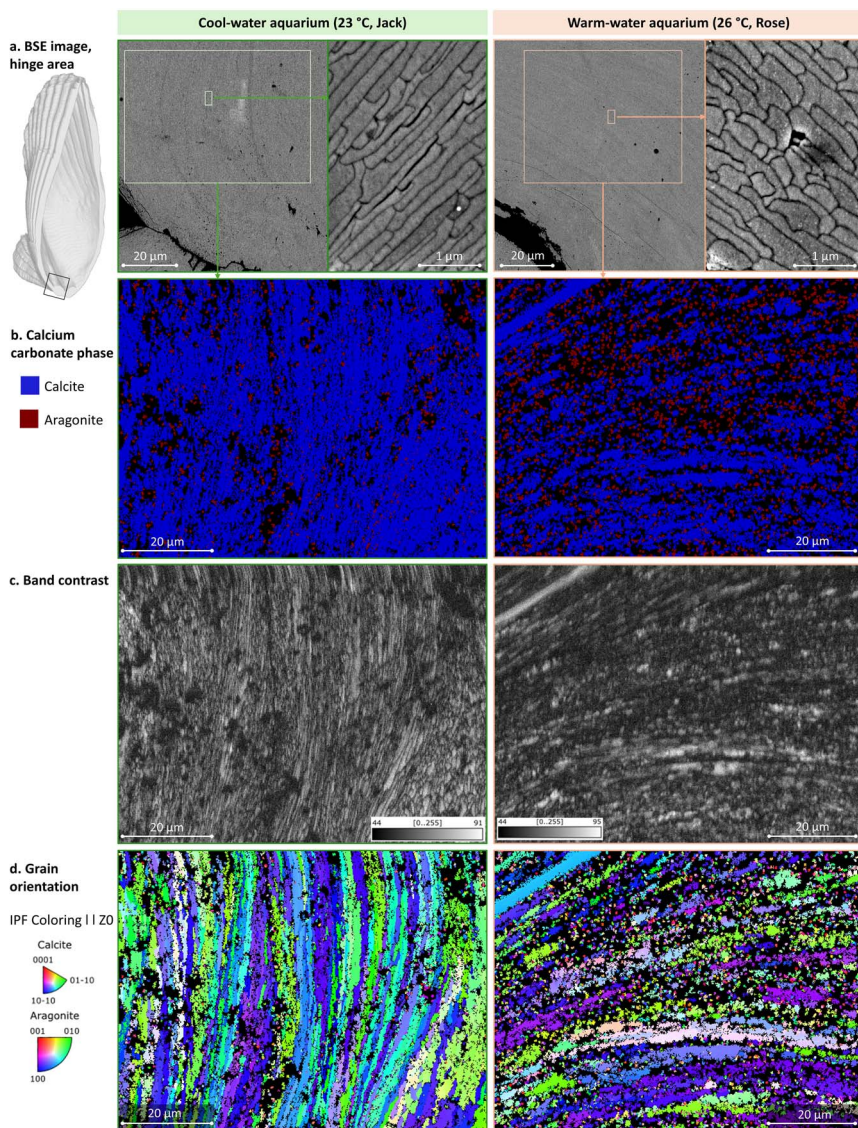 Cool-water aquarium (23 °C, Jack)
Warm-water aquarium (26 °C, Rose)
a. BSE image,
hinge area
20 µm
1 µm
20 µm
1 µm
b. Calcium
carbonate phase
Calcite
Aragonite
20 µm
20 µm
c. Band contrast
20 µm
44 [0..255] 91
44 [0..255] 95
20 µm
d. Grain
orientation
IPF Coloring l l Z0
Calcite
0001
01-10
10-10
Aragonite
001 010
100
20 µm
20 µm